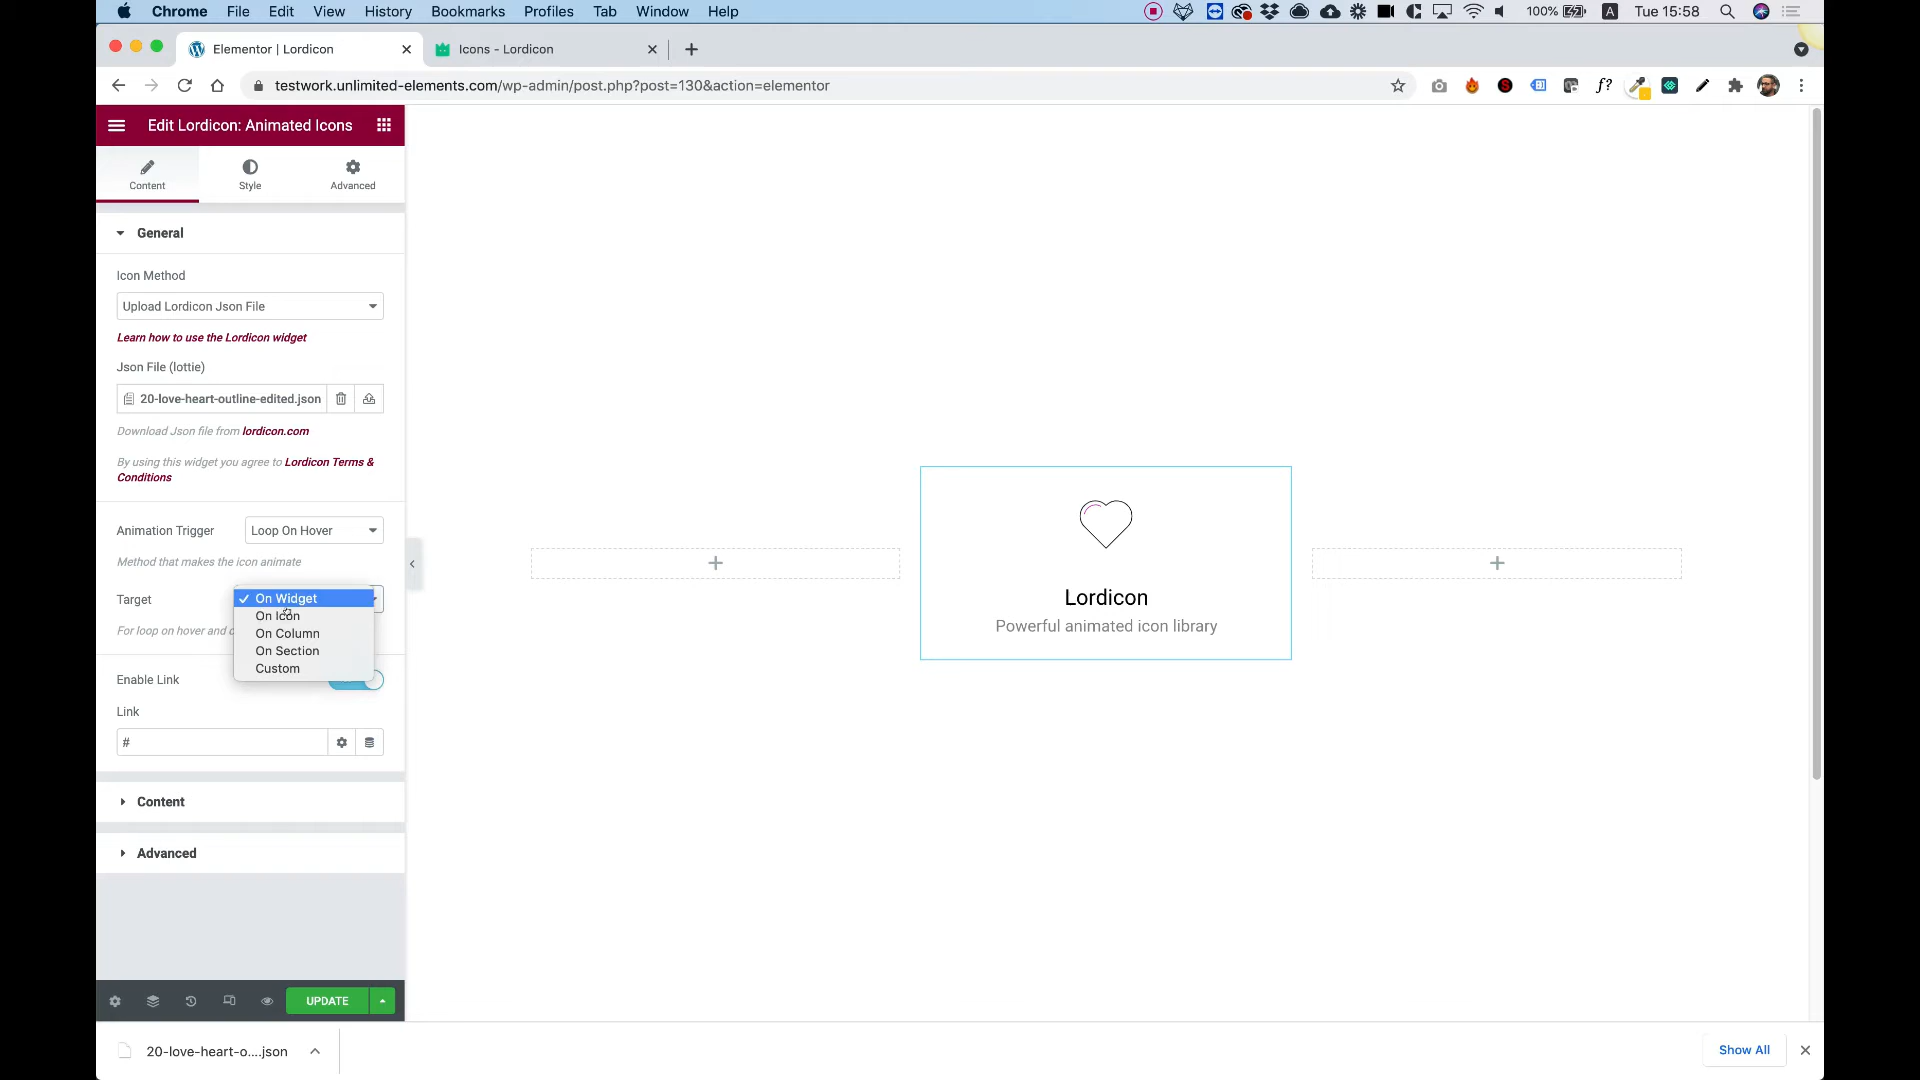 Chrome File Edit View History Bookmarks Profiles Tab Window Help 100% A Tue 15:58
Elementor | Lordicon Icons - Lordicon
testwork.unlimited-elements.com/wp-admin/post.php?post=130&action=elementor
Edit Lordicon: Animated Icons
Content Style Advanced
General
Icon Method
Upload Lordicon Json File
Learn how to use the Lordicon widget
Json File (lottie)
20-love-heart-outline-edited.json
Download Json file from lordicon.com
By using this widget you agree to Lordicon Terms &
Conditions
Animation Trigger Loop On Hover
Method that makes the icon animate
Target
On Widget
On Icon
On Column
On Section
Custom
For loop on hover and
Enable Link
Link
#
Content
Advanced
UPDATE
Lordicon
Powerful animated icon library
20-love-heart-o....json
Show All